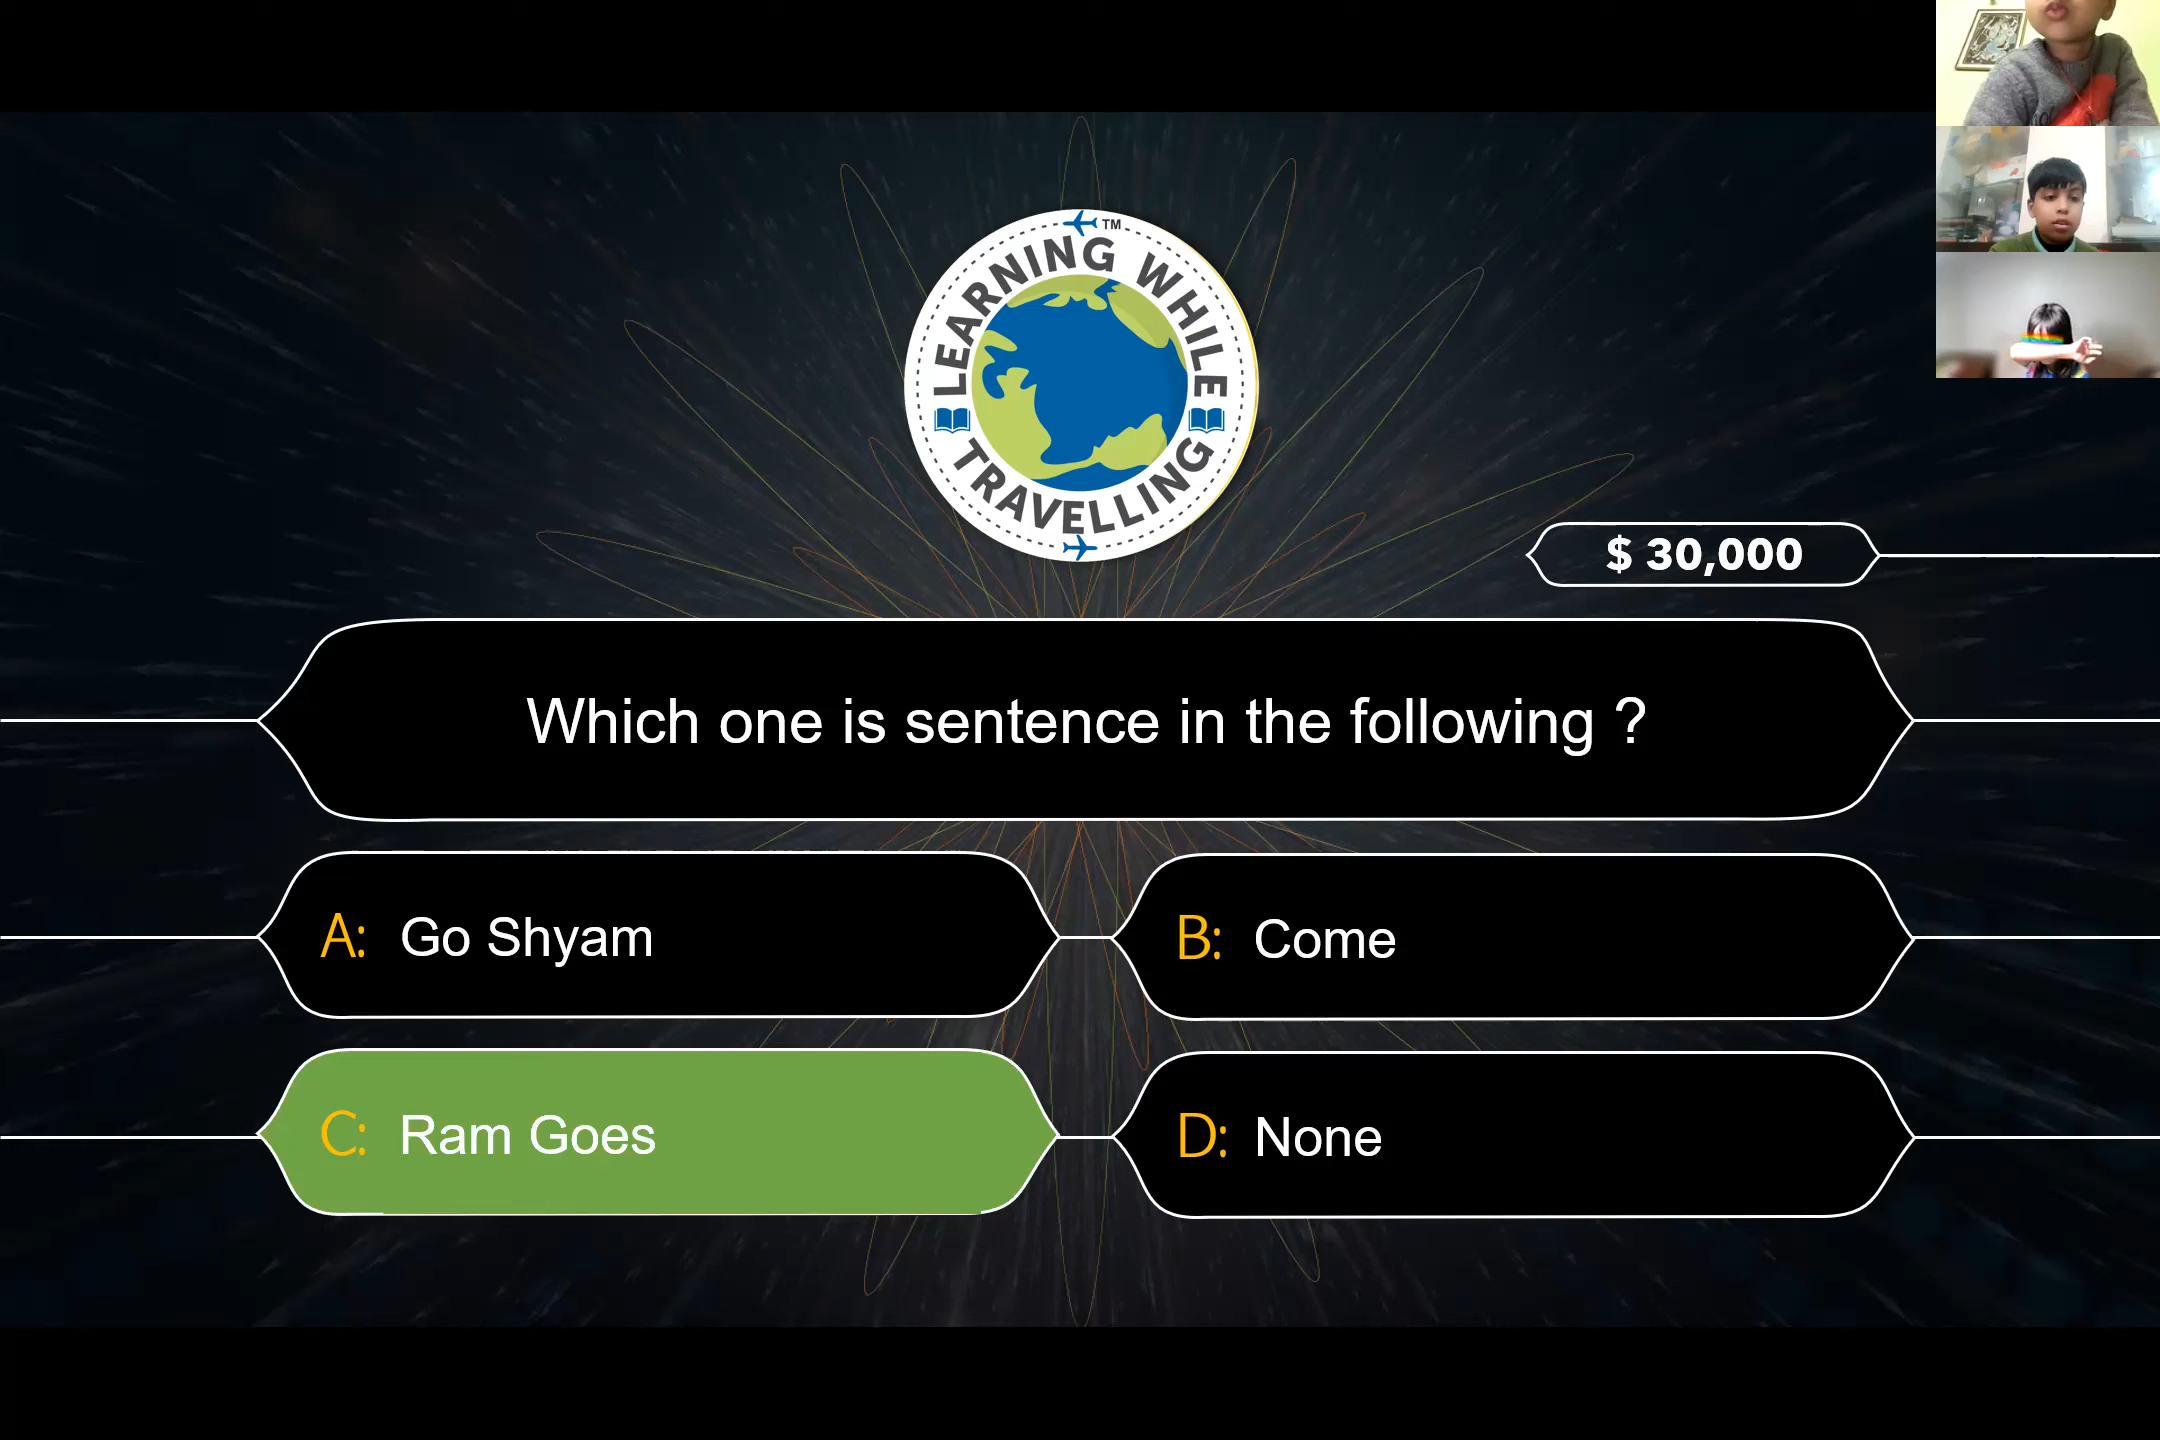 LEARNING WHILE
TRAVELLING
TM
$ 30,000
Which one is sentence in the following ?
A: Go Shyam
B: Come
C: Ram Goes
D: None